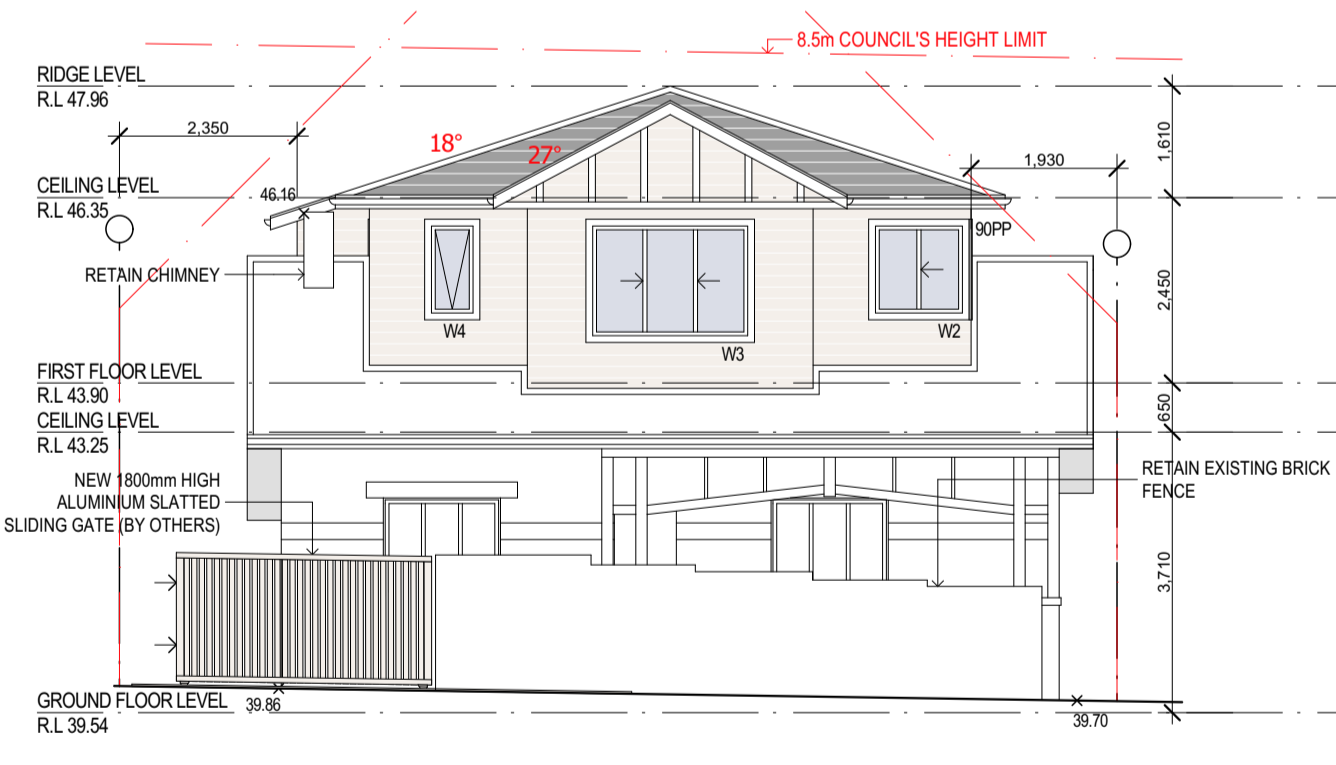 8.5m COUNCIL'S HEIGHT LIMIT
RIDGE LEVEL
R.L 47.96
2,350
18°
27°
1,930
1,610
CEILING LEVEL
R.L 46.35
46.16
90PP
RETAIN CHIMNEY
2,450
W4
W3
W2
FIRST FLOOR LEVEL
R.L 43.90
CEILING LEVEL
R.L 43.25
650
NEW 1800mm HIGH
ALUMINIUM SLATTED
SLIDING GATE (BY OTHERS)
RETAIN EXISTING BRICK
FENCE
3,710
GROUND FLOOR LEVEL
R.L 39.54
39.86
39.70